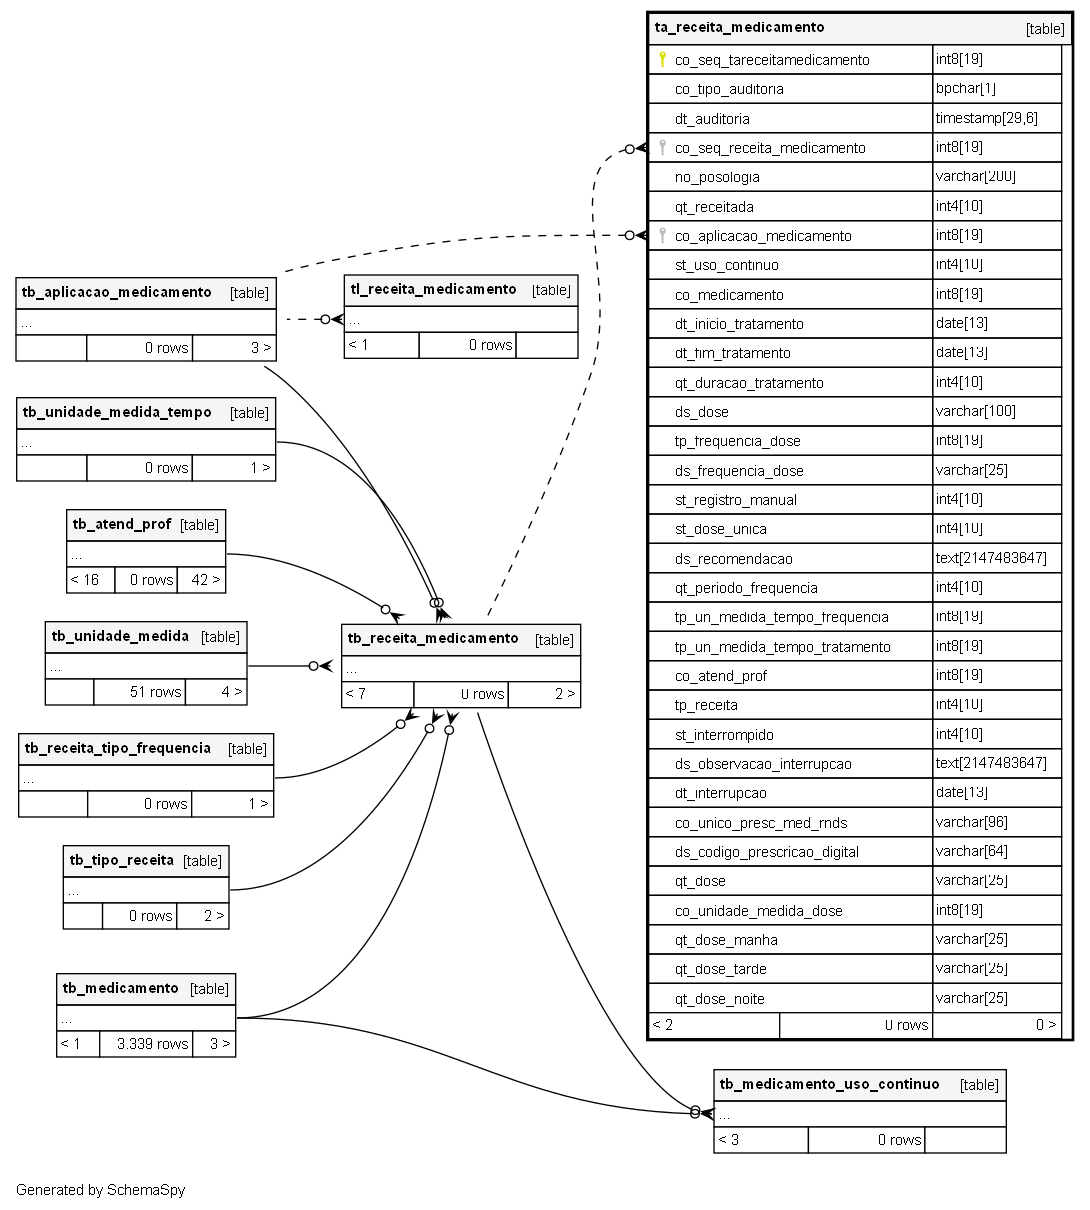 ta_receita_medicamento [table]
co_seq_tareceitamedicamento int8[19]
co_tipo_auditoria bpchar[1]
dt_auditoria timestamp[29,6]
co_seq_receita_medicamento int8[19]
no_posologia varchar[200]
qt_receitada int4[10]
co_aplicacao_medicamento int8[19]
st_uso_continuo int4[10]
co_medicamento int8[19]
dt_inicio_tratamento date[13]
dt_fim_tratamento date[13]
qt_duracao_tratamento int4[10]
ds_dose varchar[100]
tp_frequencia_dose int8[19]
ds_frequencia_dose varchar[25]
st_registro_manual int4[10]
st_dose_unica int4[10]
ds_recomendacao text[2147483647]
qt_periodo_frequencia int4[10]
tp_un_medida_tempo_frequencia int8[19]
tp_un_medida_tempo_tratamento int8[19]
co_atend_prof int8[19]
tp_receita int4[10]
st_interrompido int4[10]
ds_observacao_interrupcao text[2147483647]
dt_interrupcao date[13]
co_unico_presc_med_rnds varchar[96]
ds_codigo_prescricao_digital varchar[64]
qt_dose varchar[25]
co_unidade_medida_dose int8[19]
qt_dose_manha varchar[25]
qt_dose_tarde varchar[25]
qt_dose_noite varchar[25]
< 2 0 rows 0 >
tb_aplicacao_medicamento [table]
...
0 rows 3 >
tl_receita_medicamento [table]
...
< 1 0 rows
tb_unidade_medida_tempo [table]
...
0 rows 1 >
tb_atend_prof [table]
...
< 16 0 rows 42 >
tb_unidade_medida [table]
...
51 rows 4 >
tb_receita_medicamento [table]
...
< 7 0 rows 2 >
tb_receita_tipo_frequencia [table]
...
0 rows 1 >
tb_tipo_receita [table]
...
0 rows 2 >
tb_medicamento [table]
...
< 1 3.339 rows 3 >
tb_medicamento_uso_continuo [table]
...
< 3 0 rows
Generated by SchemaSpy